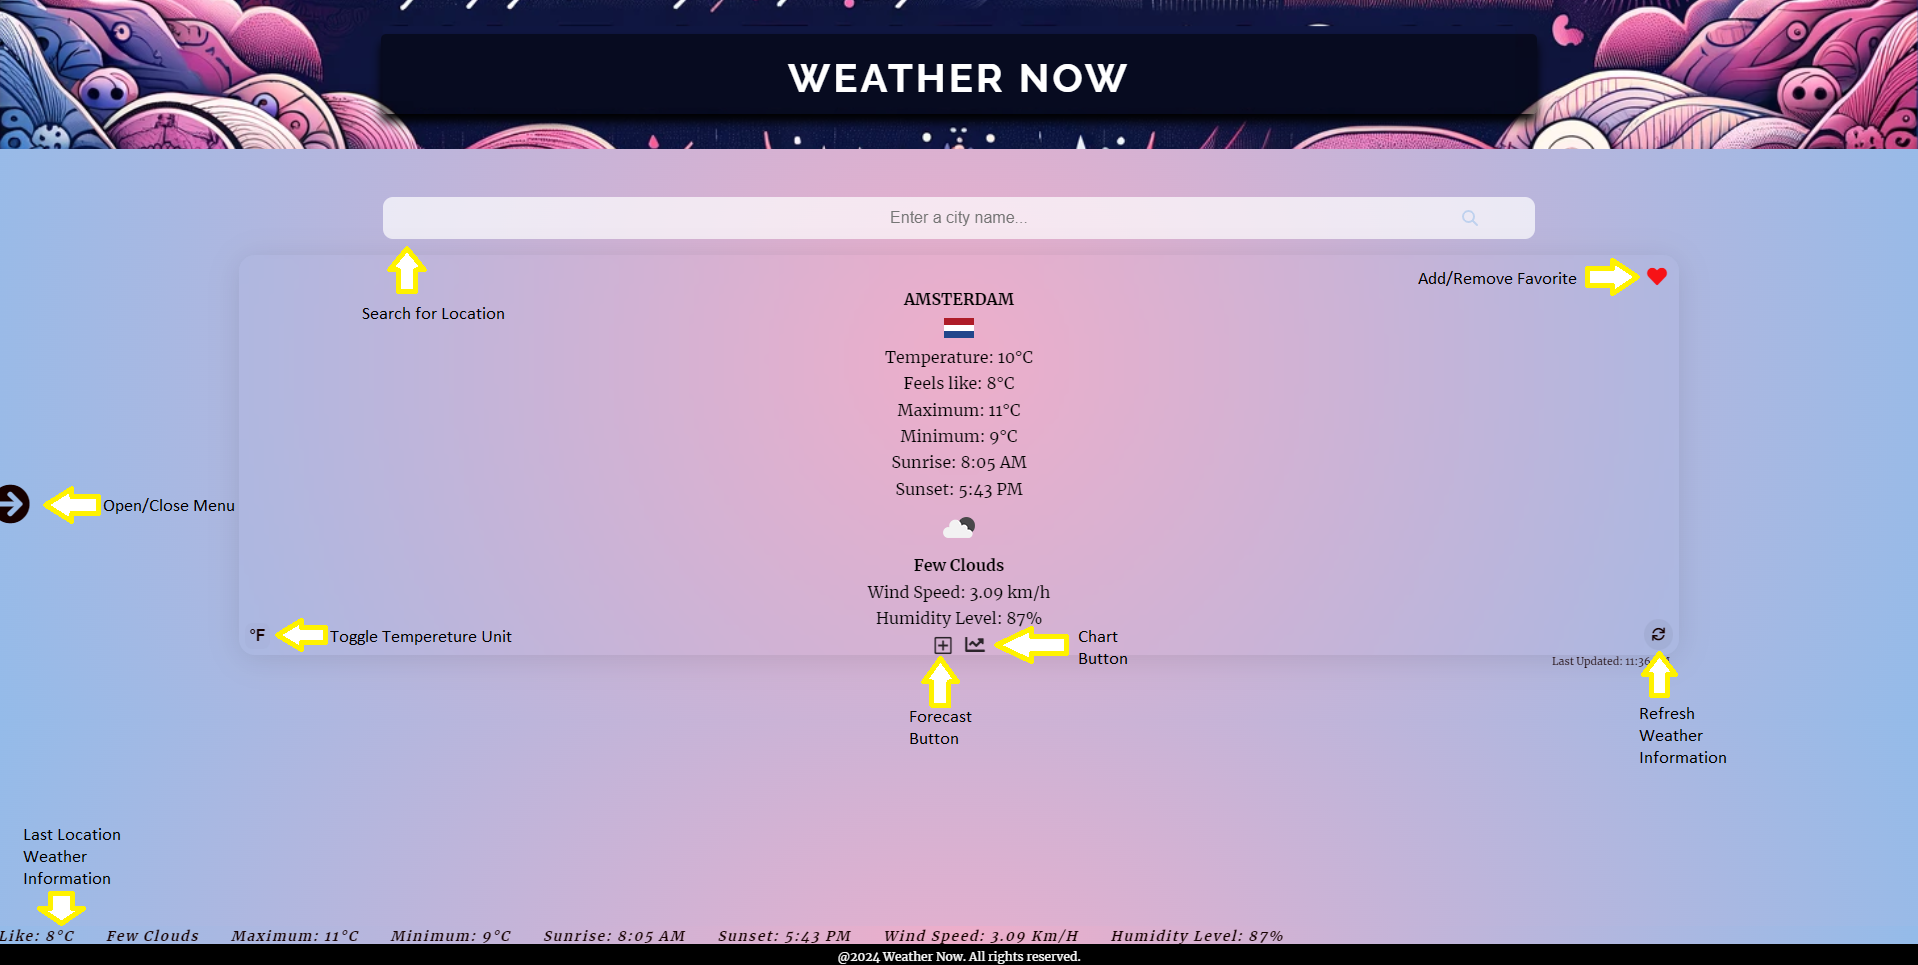 WEATHER NOW
Enter a city name...
Search for Location
Add/Remove Favorite
AMSTERDAM
Temperature: 10°C
Feels like: 8°C
Maximum: 11°C
Minimum: 9°C
Sunrise: 8:05 AM
Sunset: 5:43 PM
Open/Close Menu
Few Clouds
Wind Speed: 3.09 km/h
Humidity Level: 87%
°F
Toggle Tempereture Unit
Chart
Button
Last Updated: 11:36
Forecast
Button
Refresh
Weather
Information
Last Location
Weather
Information
Like: 8°C Few Clouds Maximum: 11°C Minimum: 9°C Sunrise: 8:05 AM Sunset: 5:43 PM Wind Speed: 3.09 Km/H Humidity Level: 87%
@2024 Weather Now. All rights reserved.